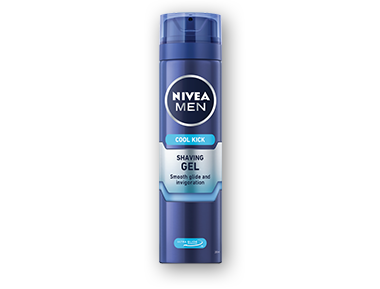 NIVEA
MEN
COOL KICK
SHAVING
GEL
Smooth glide and
invigoration